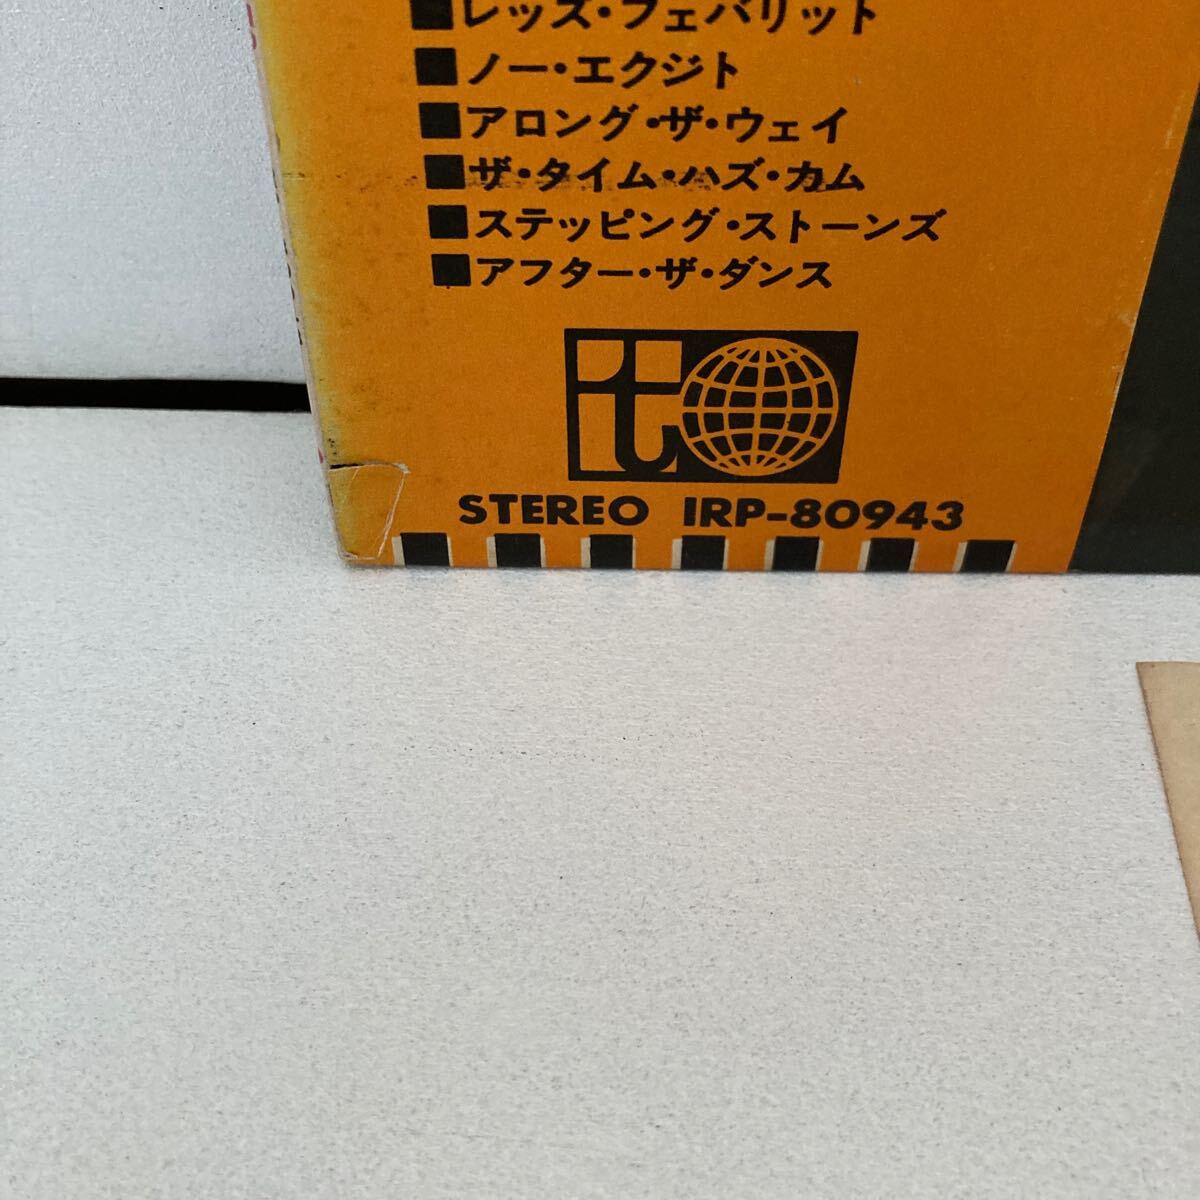 ■レッズ・フェバリット
■ノー・エクジト
■アロング・ザ・ウェイ
■ザ・タイム・ハズ・カム
■ステッピング・ストーンズ
■アフター・ザ・ダンス
it
STEREO IRP-80943